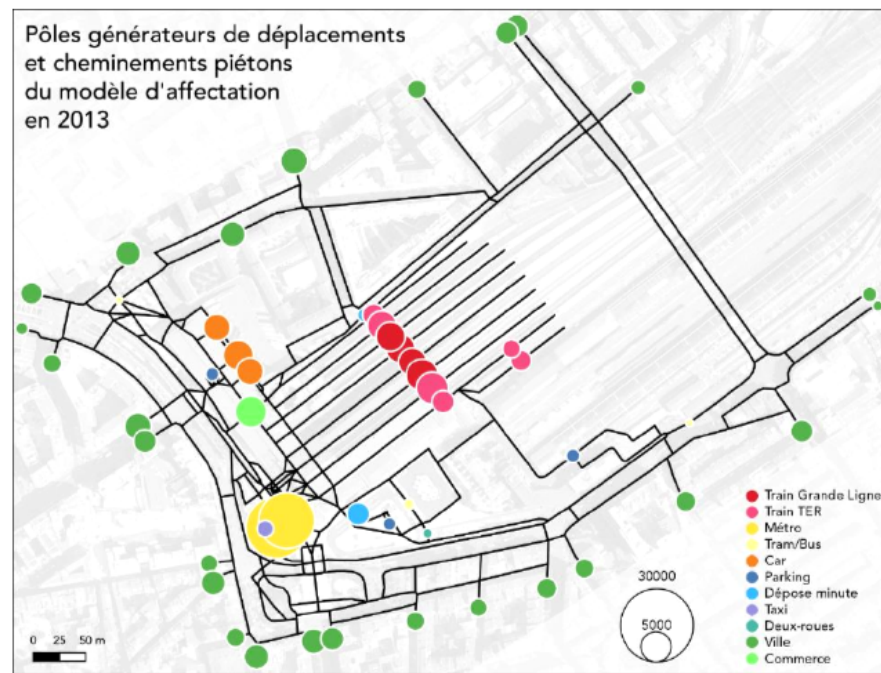 Pôles générateurs de déplacements
et cheminements piétons
du modèle d'affectation
en 2013
Train Grande Ligne
Train TER
Métro
Tram/Bus
Car
Parking
Dépose minute
Taxi
Deux-roues
Ville
Commerce
30000
5000
0 25 50 m